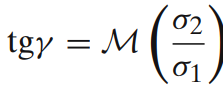 tgγ = ℳ (σ₂ / σ₁)